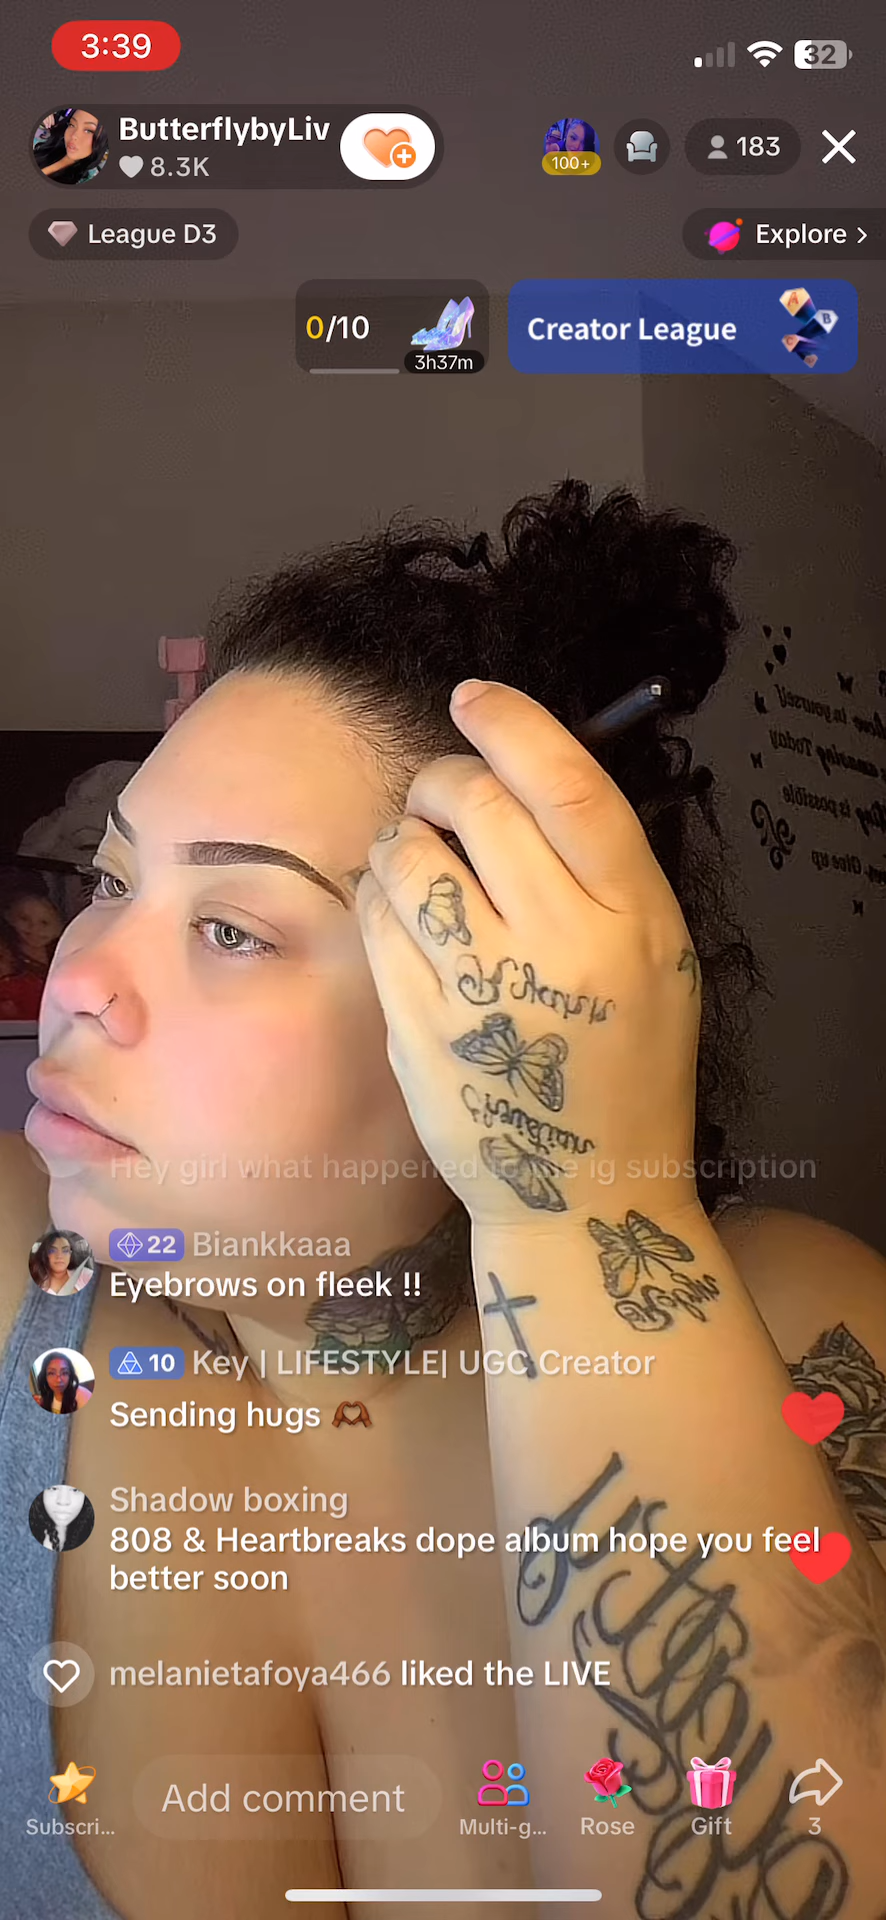 3:39
32
ButterflybyLiv
8.3K
100+
183
League D3
Explore >
0/10
3h37m
Creator League
A
B
Hey girl what happened to the ig subscription
22 Biankkaaa
Eyebrows on fleek !!
10 Key | LIFESTYLE| UGC Creator
Sending hugs
Shadow boxing
808 & Heartbreaks dope album hope you feel
better soon
melanietafoya466 liked the LIVE
Add comment
Subscri...
Multi-g...
Rose
Gift
3